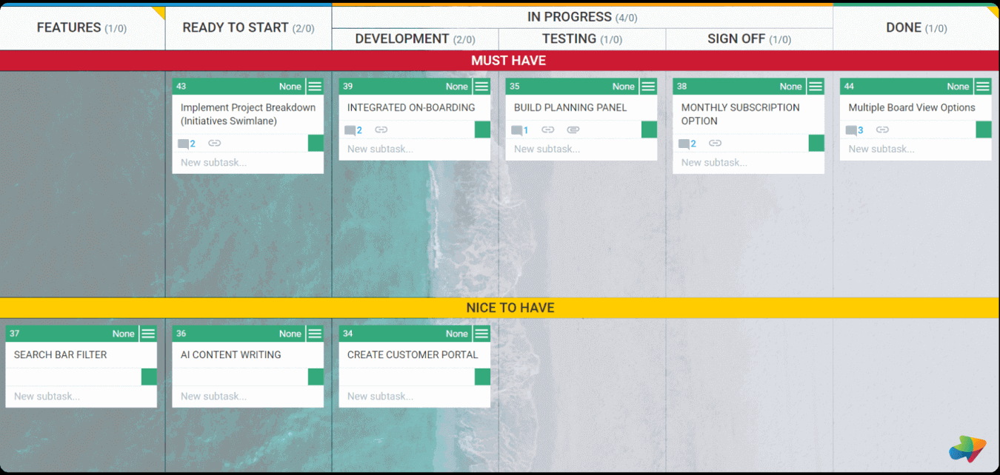 FEATURES (1/0)
READY TO START (2/0)
IN PROGRESS (4/0)
DEVELOPMENT (2/0)
TESTING (1/0)
SIGN OFF (1/0)
DONE (1/0)
MUST HAVE
43 None
Implement Project Breakdown
(Initiatives Swimlane)
2
New subtask...
39 None
INTEGRATED ON-BOARDING
2
New subtask...
35 None
BUILD PLANNING PANEL
1
New subtask...
38 None
MONTHLY SUBSCRIPTION
OPTION
2
New subtask...
44 None
Multiple Board View Options
3
New subtask...
NICE TO HAVE
37 None
SEARCH BAR FILTER
New subtask...
36 None
AI CONTENT WRITING
New subtask...
34 None
CREATE CUSTOMER PORTAL
New subtask...